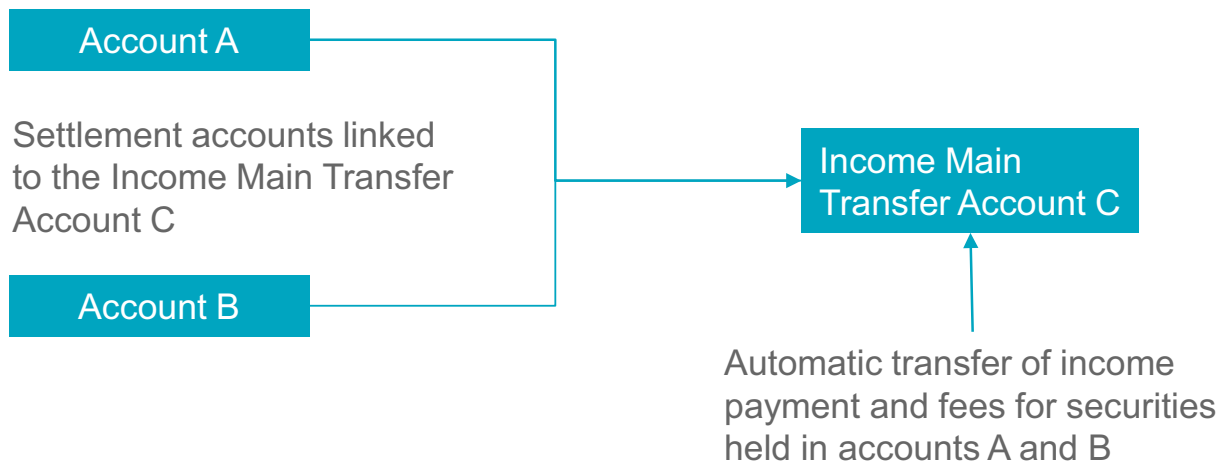 Account A
Settlement accounts linked
to the Income Main Transfer
Account C
Account B
Income Main
Transfer Account C
Automatic transfer of income
payment and fees for securities
held in accounts A and B